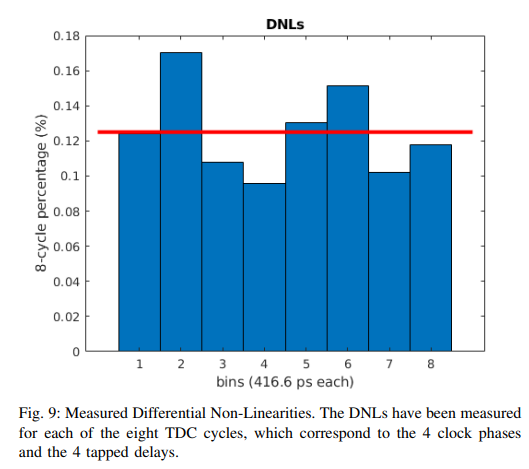 DNLs
0.18
0.16
0.14
0.12
0.1
0.08
0.06
0.04
0.02
0
8-cycle percentage (%)
1 2 3 4 5 6 7 8
bins (416.6 ps each)
Fig. 9: Measured Differential Non-Linearities. The DNLs have been measured
for each of the eight TDC cycles, which correspond to the 4 clock phases
and the 4 tapped delays.